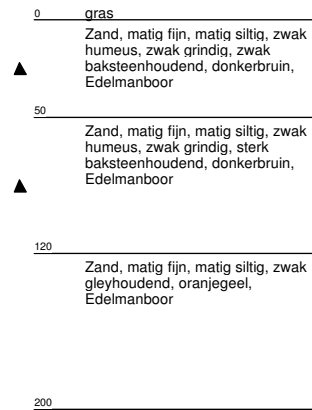 0 gras
Zand, matig fijn, matig siltig, zwak
humeus, zwak grindig, zwak
baksteenhoudend, donkerbruin,
Edelmanboor
50
Zand, matig fijn, matig siltig, zwak
humeus, zwak grindig, sterk
baksteenhoudend, donkerbruin,
Edelmanboor
120
Zand, matig fijn, matig siltig, zwak
gleyhoudend, oranjegeel,
Edelmanboor
200